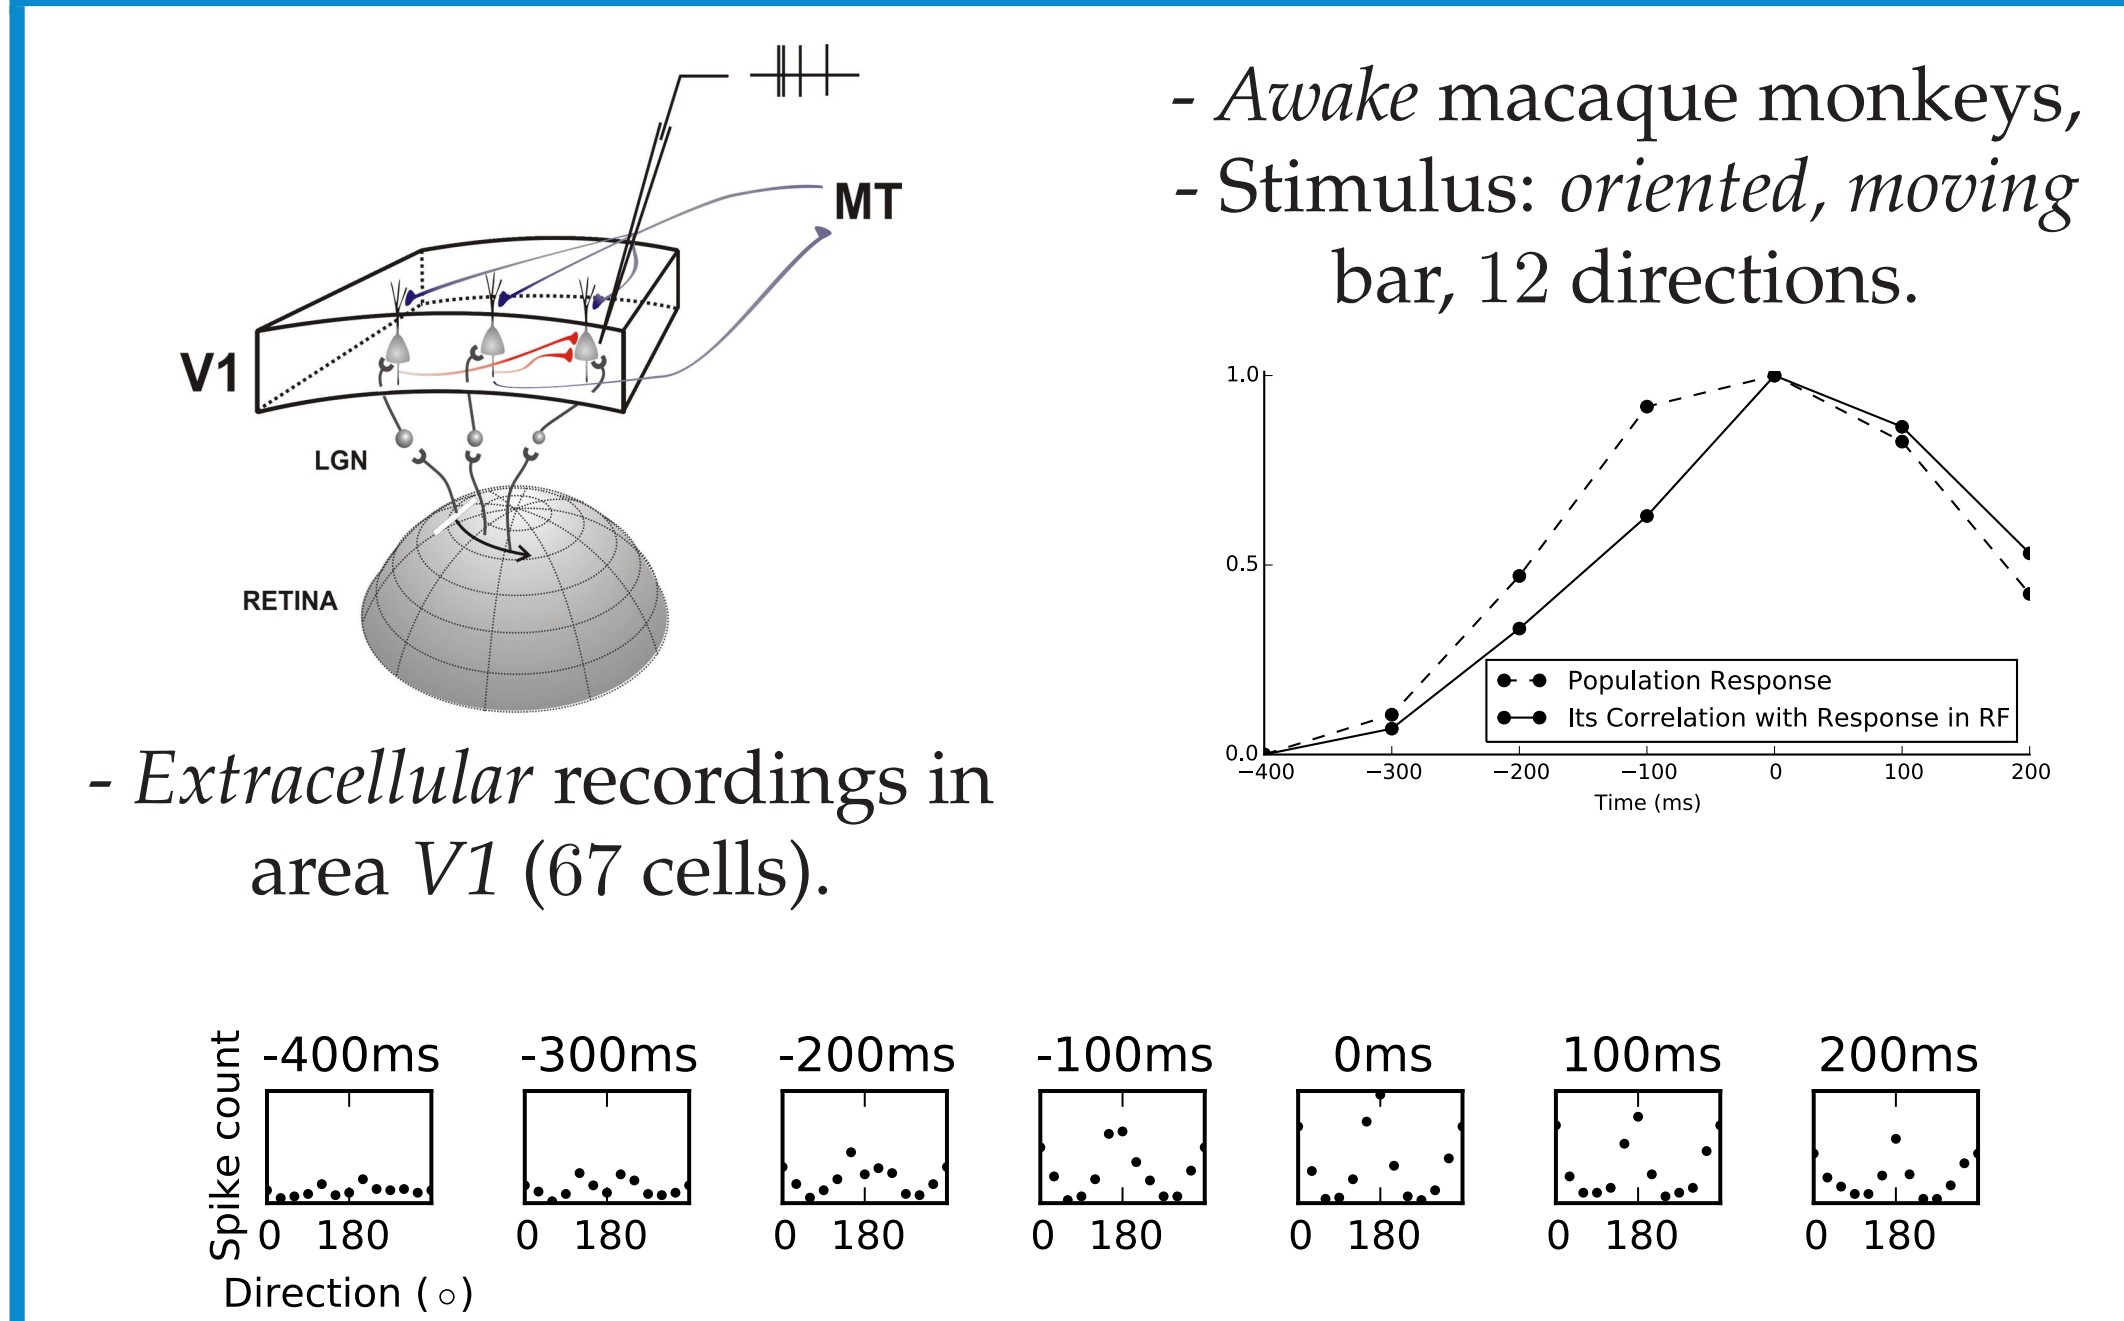 MT
V1
LGN
RETINA
- Extracellular recordings in
area V1 (67 cells).
- Awake macaque monkeys,
- Stimulus: oriented, moving
bar, 12 directions.
1.0
0.5
0.0
−400 −300 −200 −100 0 100 200
Time (ms)
Population Response
Its Correlation with Response in RF
Spike count
-400ms -300ms -200ms -100ms 0ms 100ms 200ms
0 180 0 180 0 180 0 180 0 180 0 180 0 180
Direction (∘)